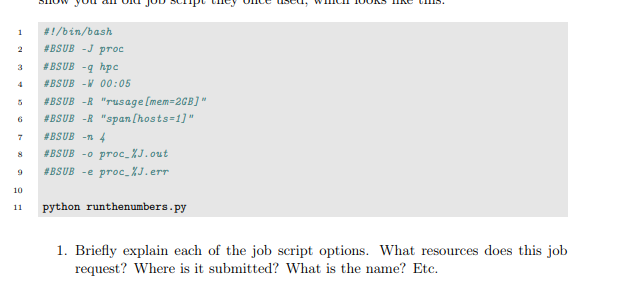 show you an old job script they once used, which looks like this:
1 #!/bin/bash
2 #BSUB -J proc
3 #BSUB -q hpc
4 #BSUB -W 00:05
5 #BSUB -R "rusage[mem=2GB]"
6 #BSUB -R "span[hosts=1]"
7 #BSUB -n 4
8 #BSUB -o proc_%J.out
9 #BSUB -e proc_%J.err
10
11 python runthenumbers.py
1. Briefly explain each of the job script options. What resources does this job
request? Where is it submitted? What is the name? Etc.